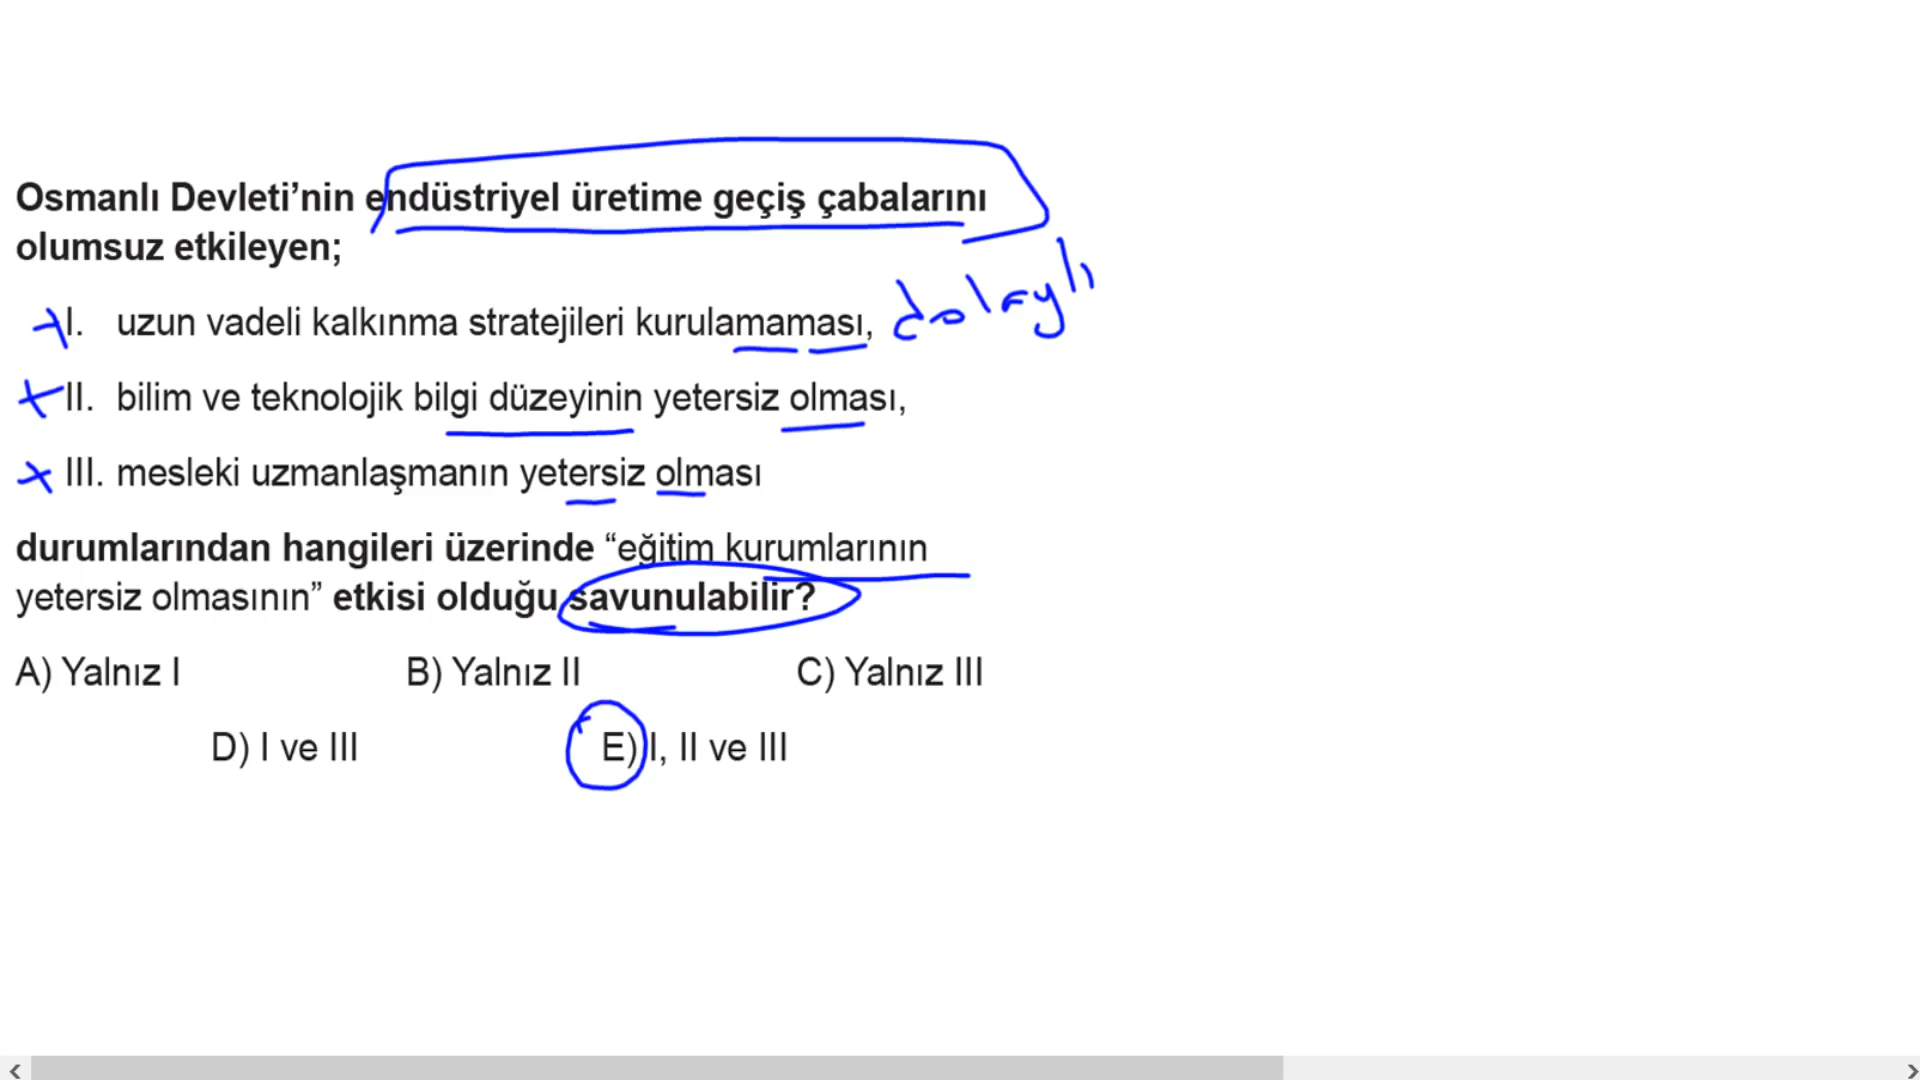 Osmanlı Devleti’nin endüstriyel üretime geçiş çabalarını
olumsuz etkileyen;
I. uzun vadeli kalkınma stratejileri kurulamaması, dolaylı
II. bilim ve teknolojik bilgi düzeyinin yetersiz olması,
III. mesleki uzmanlaşmanın yetersiz olması
durumlarından hangileri üzerinde “eğitim kurumlarının
yetersiz olmasının” etkisi olduğu savunulabilir?
A) Yalnız I B) Yalnız II C) Yalnız III
D) I ve III E) I, II ve III